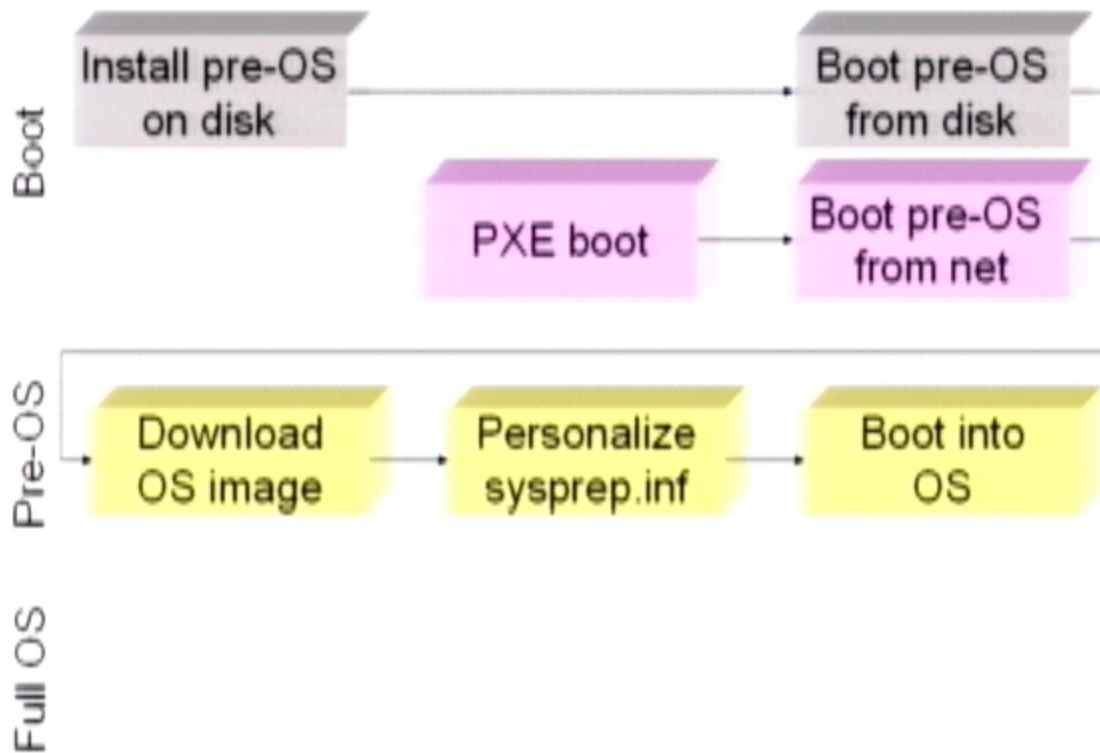 Boot
Install pre-OS
on disk
Boot pre-OS
from disk
PXE boot
Boot pre-OS
from net
Pre-OS
Download
OS image
Personalize
sysprep.inf
Boot into
OS
Full OS